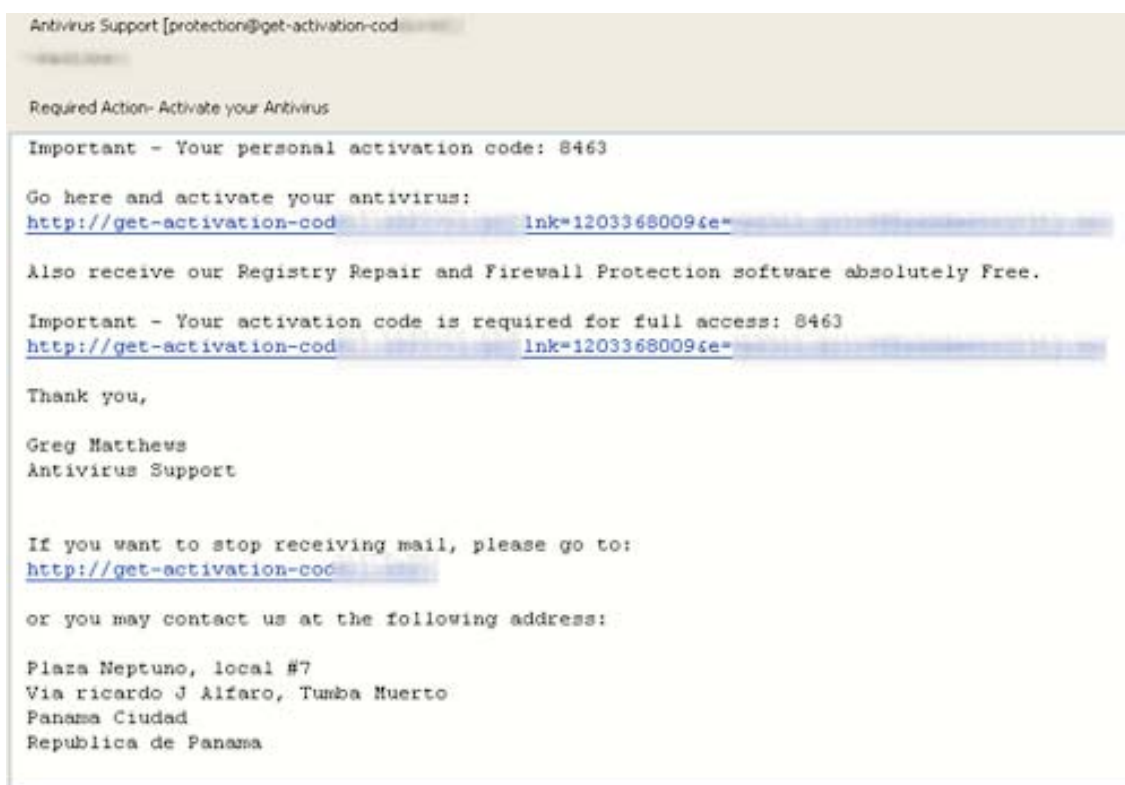 Antivirus Support [protection@get-activation-cod
Required Action- Activate your Antivirus
Important - Your personal activation code: 8463
Go here and activate your antivirus:
http://get-activation-cod lnk=1203368009&e=
Also receive our Registry Repair and Firewall Protection software absolutely Free.
Important - Your activation code is required for full access: 8463
http://get-activation-cod lnk=1203368009&e=
Thank you,
Greg Matthews
Antivirus Support
If you want to stop receiving mail, please go to:
http://get-activation-cod
or you may contact us at the following address:
Plaza Neptuno, local #7
Via ricardo J Alfaro, Tumba Muerto
Panama Ciudad
Republica de Panama